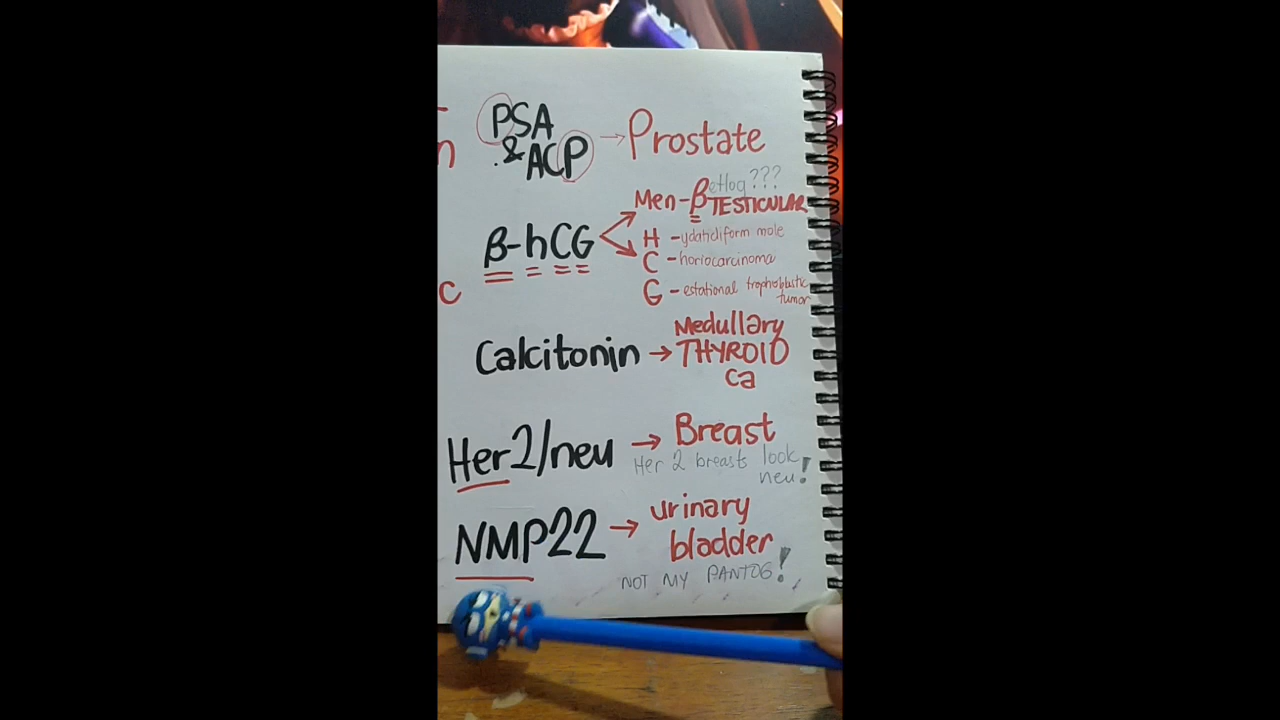 PSA
& ACP → Prostate
Men - βetlog???
TESTICULAR
β-hCG
H - ydatidiform mole
C - horiocarcinoma
G - estational trophoblastic
tumor
c
Calcitonin → Medullary
THYROID
ca
Her2/neu → Breast
Her 2 breasts look
neu!
NMP22 → urinary
bladder
NOT MY PANTOG!